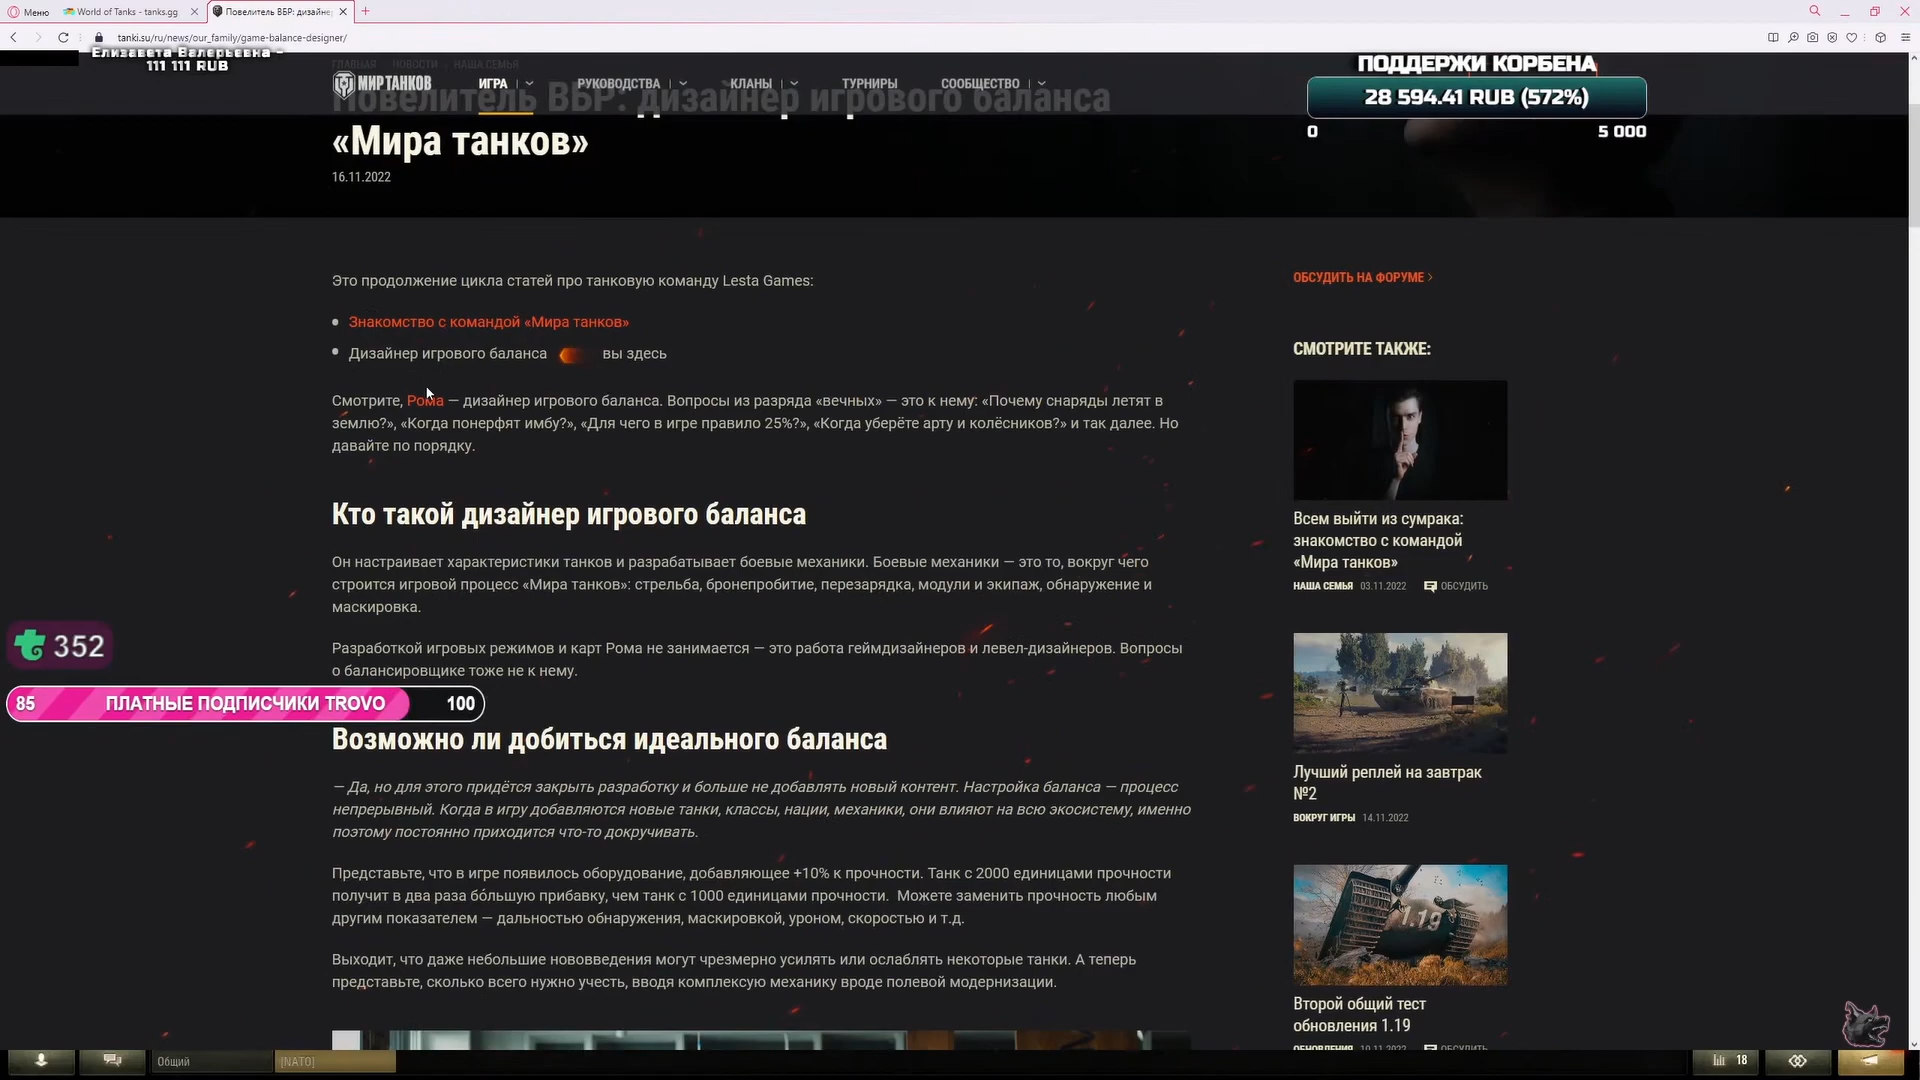 Меню
World of Tanks - tanks.gg
Повелитель ВБР: дизайне
tanki.su/ru/news/our_family/game-balance-designer/
Елизавета Валерьевна -
111 111 RUB
ГЛАВНАЯ НОВОСТИ НАША СЕМЬЯ
МИР ТАНКОВ
ИГРА
РУКОВОДСТВА
КЛАНЫ
ТУРНИРЫ
СООБЩЕСТВО
ПОДДЕРЖИ КОРБЕНА
28 594.41 RUB (572%)
0
5 000
Повелитель ВБР: дизайнер игрового баланса
«Мира танков»
16.11.2022
Это продолжение цикла статей про танковую команду Lesta Games:
Знакомство с командой «Мира танков»
Дизайнер игрового баланса вы здесь
Смотрите, Рома — дизайнер игрового баланса. Вопросы из разряда «вечных» — это к нему: «Почему снаряды летят в
землю?», «Когда понерфят имбу?», «Для чего в игре правило 25%?», «Когда уберёте арту и колёсников?» и так далее. Но
давайте по порядку.
Кто такой дизайнер игрового баланса
Он настраивает характеристики танков и разрабатывает боевые механики. Боевые механики — это то, вокруг чего
строится игровой процесс «Мира танков»: стрельба, бронепробитие, перезарядка, модули и экипаж, обнаружение и
маскировка.
Разработкой игровых режимов и карт Рома не занимается — это работа геймдизайнеров и левел-дизайнеров. Вопросы
о балансировщике тоже не к нему.
352
85
ПЛАТНЫЕ ПОДПИСЧИКИ TROVO
100
Возможно ли добиться идеального баланса
— Да, но для этого придётся закрыть разработку и больше не добавлять новый контент. Настройка баланса — процесс
непрерывный. Когда в игру добавляются новые танки, классы, нации, механики, они влияют на всю экосистему, именно
поэтому постоянно приходится что-то докручивать.
Представьте, что в игре появилось оборудование, добавляющее +10% к прочности. Танк с 2000 единицами прочности
получит в два раза бóльшую прибавку, чем танк с 1000 единицами прочности. Можете заменить прочность любым
другим показателем — дальностью обнаружения, маскировкой, уроном, скоростью и т.д.
Выходит, что даже небольшие нововведения могут чрезмерно усилять или ослаблять некоторые танки. А теперь
представьте, сколько всего нужно учесть, вводя комплексную механику вроде полевой модернизации.
ОБСУДИТЬ НА ФОРУМЕ
СМОТРИТЕ ТАКЖЕ:
Всем выйти из сумрака:
знакомство с командой
«Мира танков»
НАША СЕМЬЯ 03.11.2022 ОБСУДИТЬ
Лучший реплей на завтрак
№2
ВОКРУГ ИГРЫ 14.11.2022
1.19
Второй общий тест
обновления 1.19
ОБНОВЛЕНИЯ 10.11.2022 ОБСУДИТЬ
Общий
[NATO]
18